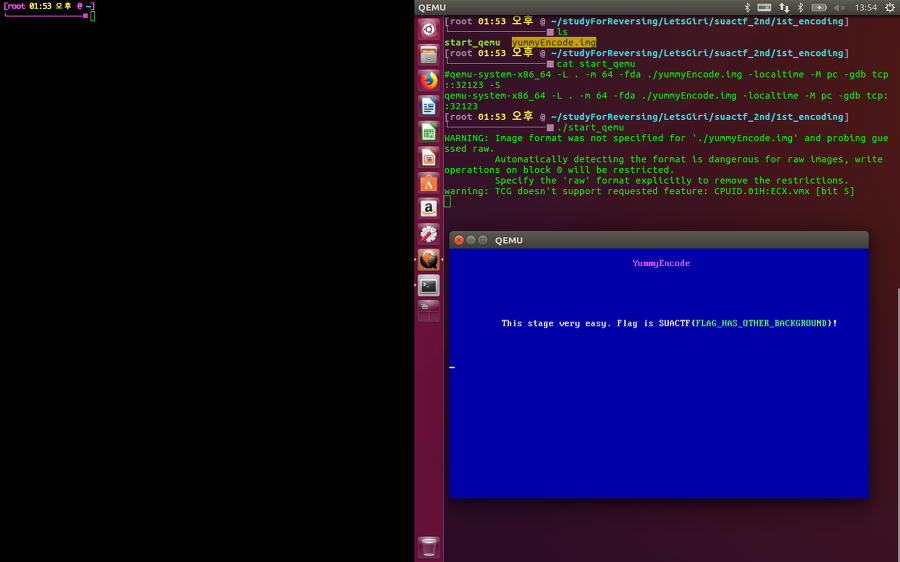 [root 01:53 오후 @ ~]
QEMU
13:54
[root 01:53 오후 @ ~/studyForReversing/LetsGiri/suactf_2nd/1st_encoding]
ls
start_qemu yummyEncode.img
[root 01:53 오후 @ ~/studyForReversing/LetsGiri/suactf_2nd/1st_encoding]
cat start_qemu
#qemu-system-x86_64 -L . -m 64 -fda ./yummyEncode.img -localtime -M pc -gdb tcp
::32123 -S
qemu-system-x86_64 -L . -m 64 -fda ./yummyEncode.img -localtime -M pc -gdb tcp:
:32123
[root 01:53 오후 @ ~/studyForReversing/LetsGiri/suactf_2nd/1st_encoding]
./start_qemu
WARNING: Image format was not specified for './yummyEncode.img' and probing gue
ssed raw.
Automatically detecting the format is dangerous for raw images, write
operations on block 0 will be restricted.
Specify the 'raw' format explicitly to remove the restrictions.
warning: TCG doesn't support requested feature: CPUID.01H:ECX.vmx [bit 5]
QEMU
YummyEncode
This stage very easy. Flag is SUACTF{FLAG_HAS_OTHER_BACKGROUND}!